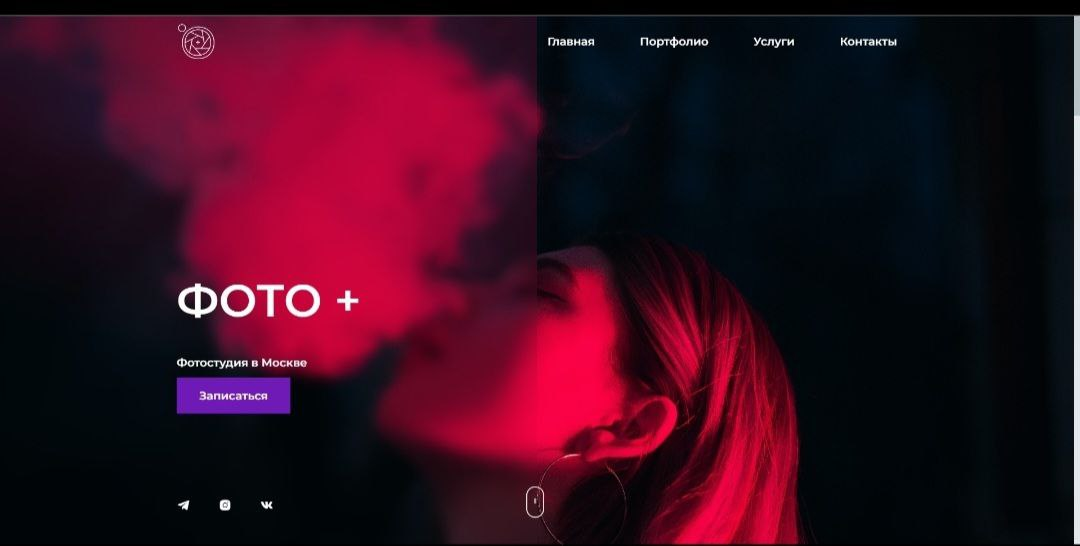 Главная Портфолио Услуги Контакты
ФОТО +
Фотостудия в Москве
Записаться